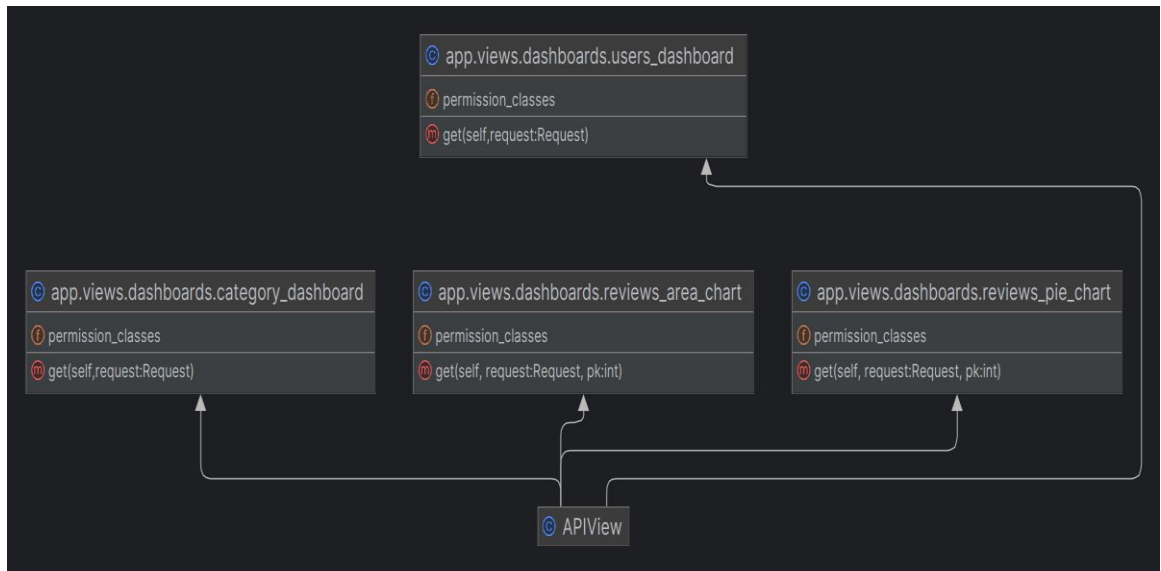 app.views.dashboards.users_dashboard
permission_classes
get(self,request:Request)
app.views.dashboards.category_dashboard
permission_classes
get(self,request:Request)
app.views.dashboards.reviews_area_chart
permission_classes
get(self, request:Request, pk:int)
app.views.dashboards.reviews_pie_chart
permission_classes
get(self, request:Request, pk:int)
APIView